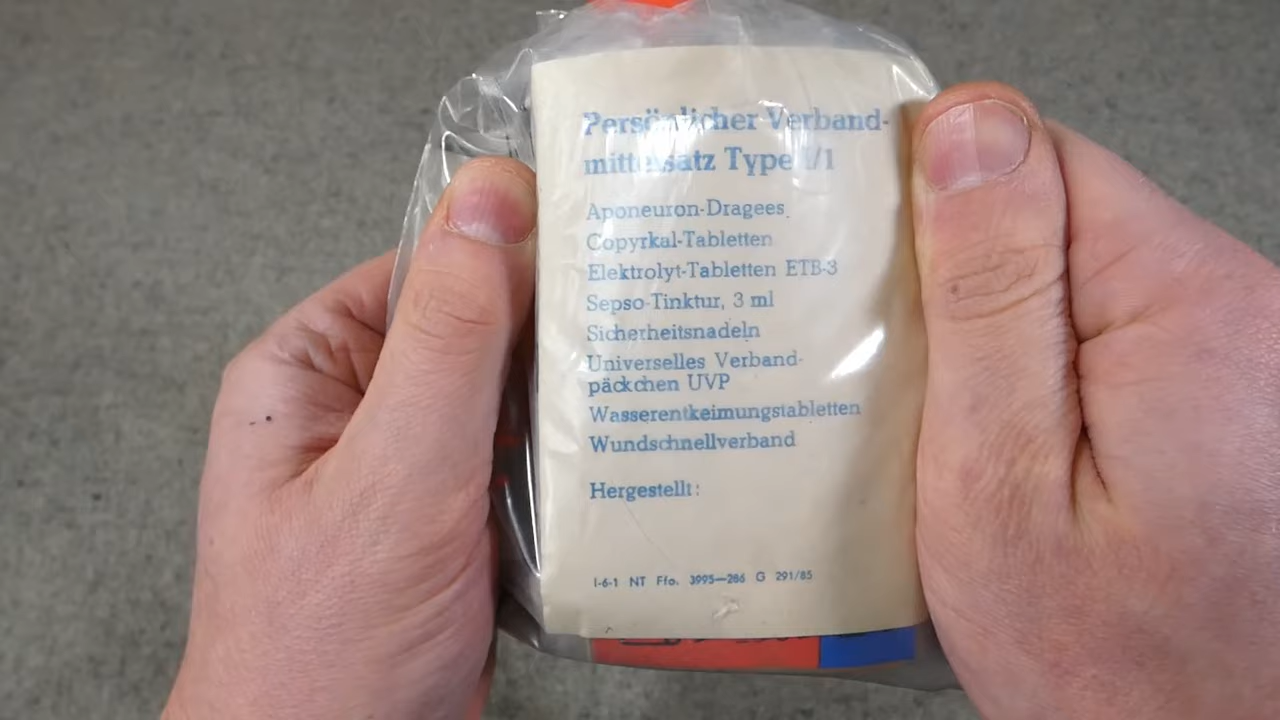 Persönlicher Verband-
mittelsatz Type I/1
Aponeuron-Dragees
Copyrkal-Tabletten
Elektrolyt-Tabletten ETB-3
Sepso-Tinktur, 3 ml
Sicherheitsnadeln
Universelles Verband-
päckchen UVP
Wasserentkeimungstabletten
Wundschnellverband
Hergestellt:
I-6-1 NT Ffo. 3995—286 G 291/85